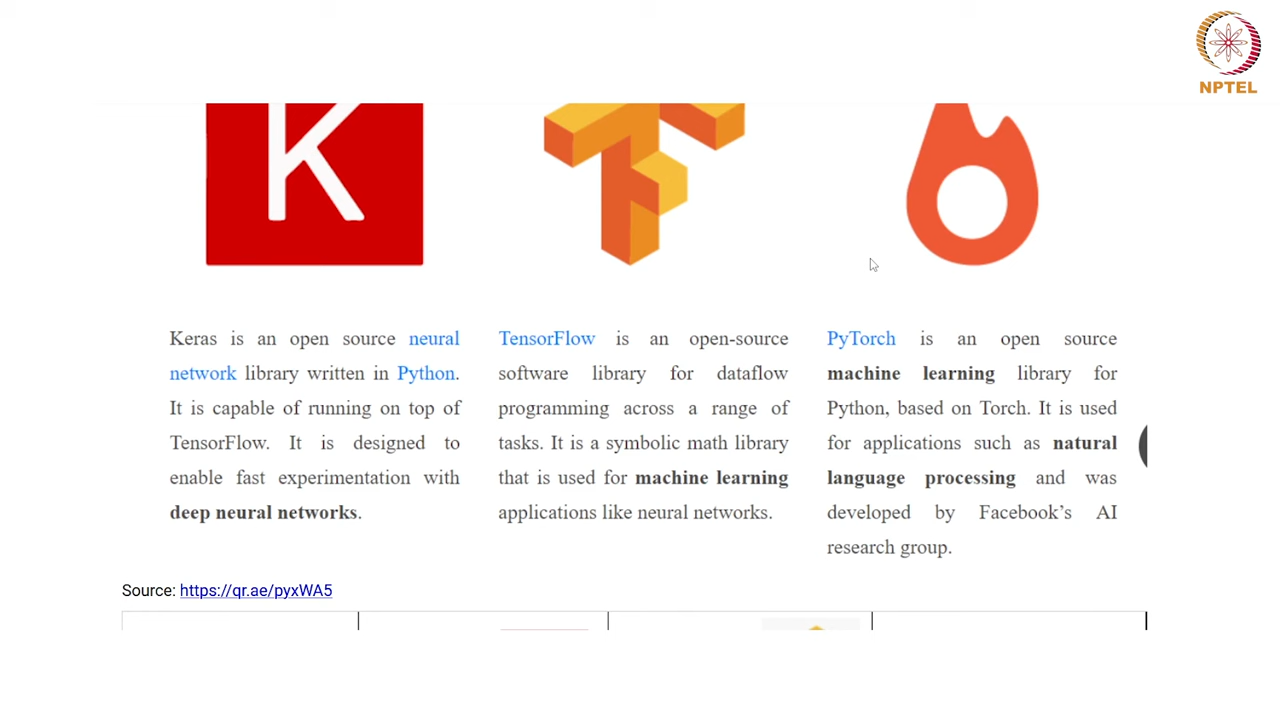 NPTEL
K
Keras is an open source neural
network library written in Python.
It is capable of running on top of
TensorFlow. It is designed to
enable fast experimentation with
deep neural networks.
TensorFlow is an open-source
software library for dataflow
programming across a range of
tasks. It is a symbolic math library
that is used for machine learning
applications like neural networks.
PyTorch is an open source
machine learning library for
Python, based on Torch. It is used
for applications such as natural
language processing and was
developed by Facebook’s AI
research group.
Source: https://qr.ae/pyxWA5